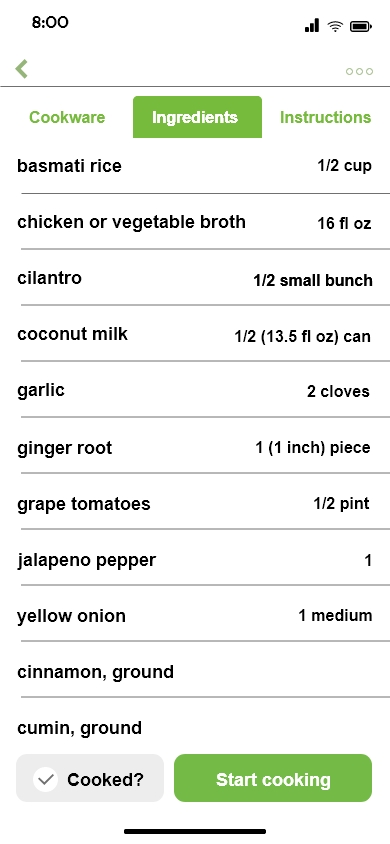 8:00
Cookware Ingredients Instructions
basmati rice 1/2 cup
chicken or vegetable broth 16 fl oz
cilantro 1/2 small bunch
coconut milk 1/2 (13.5 fl oz) can
garlic 2 cloves
ginger root 1 (1 inch) piece
grape tomatoes 1/2 pint
jalapeno pepper 1
yellow onion 1 medium
cinnamon, ground
cumin, ground
Cooked? Start cooking